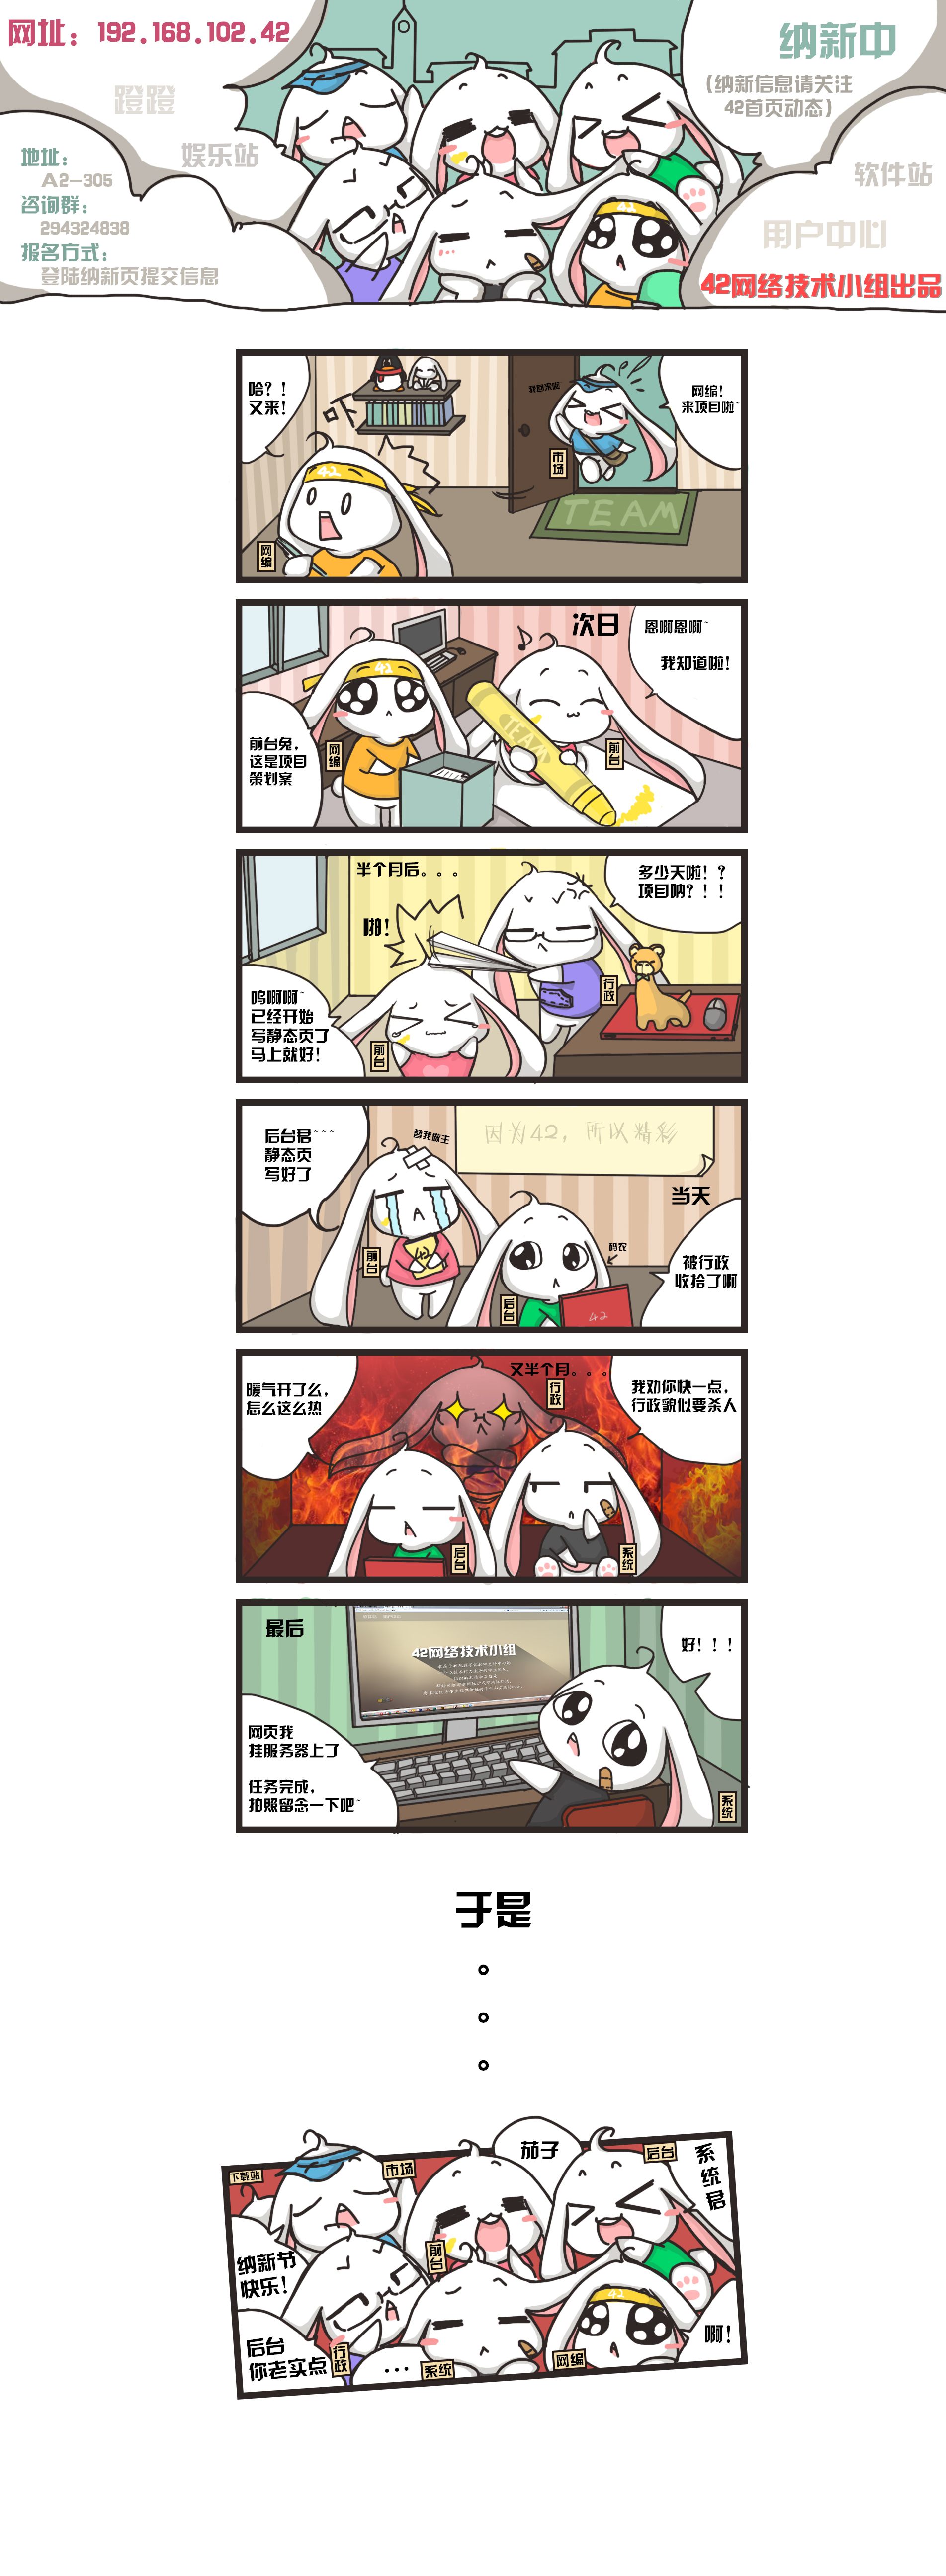 网址：192.168.102.42
蹬蹬
娱乐站
地址：
A2-305
咨询群：
294324838
报名方式：
登陆纳新页提交信息
纳新中
（纳新信息请关注
42首页动态）
软件站
用户中心
42网络技术小组出品
42
哈？！
又来！
吓
我回来啦
网编！
来项目啦~
市场
TEAM
42
网编
次日
恩啊恩啊~
我知道啦！
42
前台兔，
这是项目
策划案
网编
TEAM
前台
半个月后。。。
啪！
多少天啦！？
项目呐？！！！
行政
呜啊啊~
已经开始
写静态页了
马上就好！
前台
后台君~~~
静态页
写好了
替我做主
因为42，所以精彩
当天
前台
42
码农
被行政
收拾了啊
后台
42
又半个月。。。
行政
暖气开了么，
怎么这么热
我劝你快一点，
行政貌似要杀人
后台
系统
最后
42网络技术小组
好！！！
网页我
挂服务器上了
任务完成，
拍照留念一下吧~
系统
于是
。
。
。
茄子
下载站
市场
后台
系统君
纳新节
快乐！
前台
42
后台
你老实点
行政
...
系统
网编
啊！